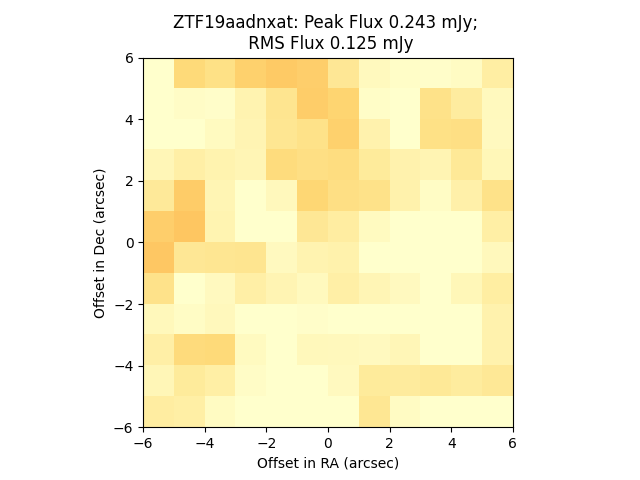 ZTF19aadnxat: Peak Flux 0.243 mJy;
RMS Flux 0.125 mJy
6
4
2
0
−2
−4
−6
Offset in Dec (arcsec)
−6 −4 −2 0 2 4 6
Offset in RA (arcsec)